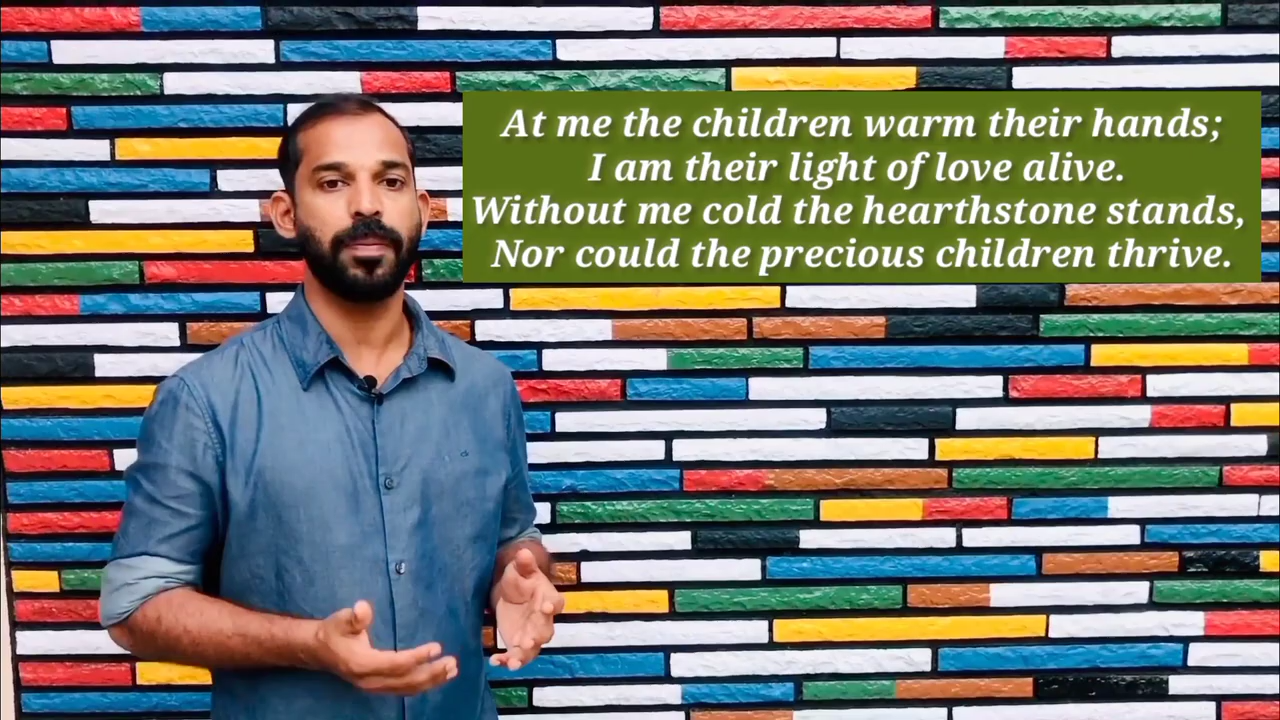 At me the children warm their hands;
I am their light of love alive.
Without me cold the hearthstone stands,
Nor could the precious children thrive.